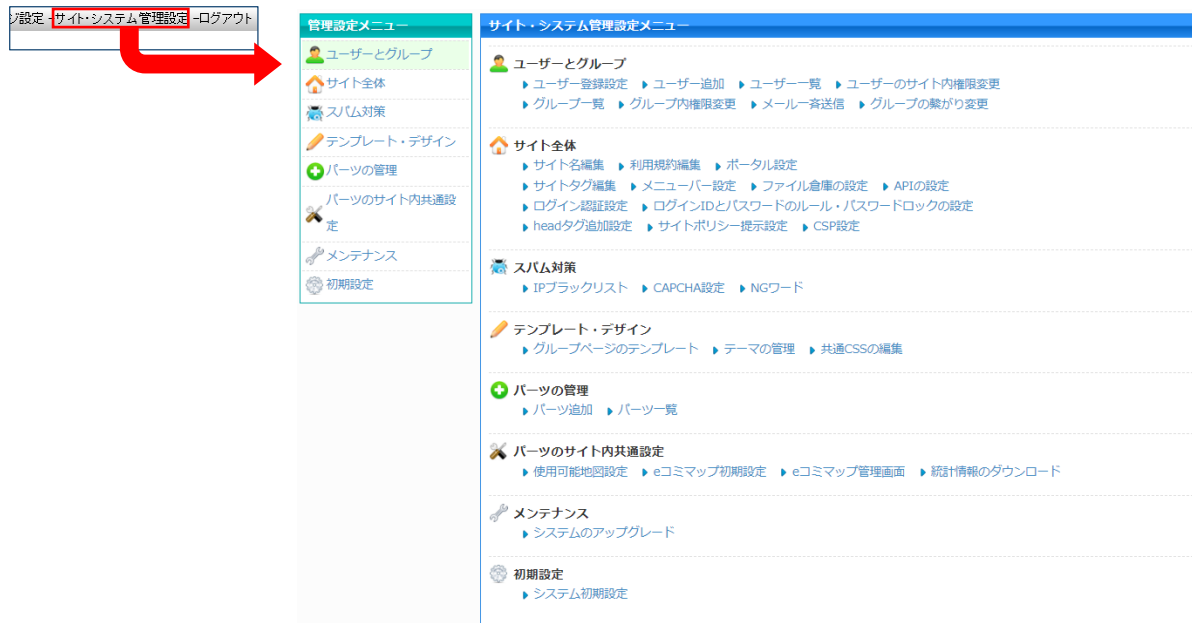 ジ設定 -サイト・システム管理設定 -ログアウト
管理設定メニュー
ユーザーとグループ
サイト全体
スパム対策
テンプレート・デザイン
パーツの管理
パーツのサイト内共通設
定
メンテナンス
初期設定
サイト・システム管理設定メニュー
ユーザーとグループ
ユーザー登録設定 ユーザー追加 ユーザー一覧 ユーザーのサイト内権限変更
グループ一覧 グループ内権限変更 メール一斉送信 グループの繋がり変更
サイト全体
サイト名編集 利用規約編集 ポータル設定
サイトタグ編集 メニューバー設定 ファイル倉庫の設定 APIの設定
ログイン認証設定 ログインIDとパスワードのルール・パスワードロックの設定
headタグ追加設定 サイトポリシー提示設定 CSP設定
スパム対策
IPブラックリスト CAPCHA設定 NGワード
テンプレート・デザイン
グループページのテンプレート テーマの管理 共通CSSの編集
パーツの管理
パーツ追加 パーツ一覧
パーツのサイト内共通設定
使用可能地図設定 eコミマップ初期設定 eコミマップ管理画面 統計情報のダウンロード
メンテナンス
システムのアップグレード
初期設定
システム初期設定